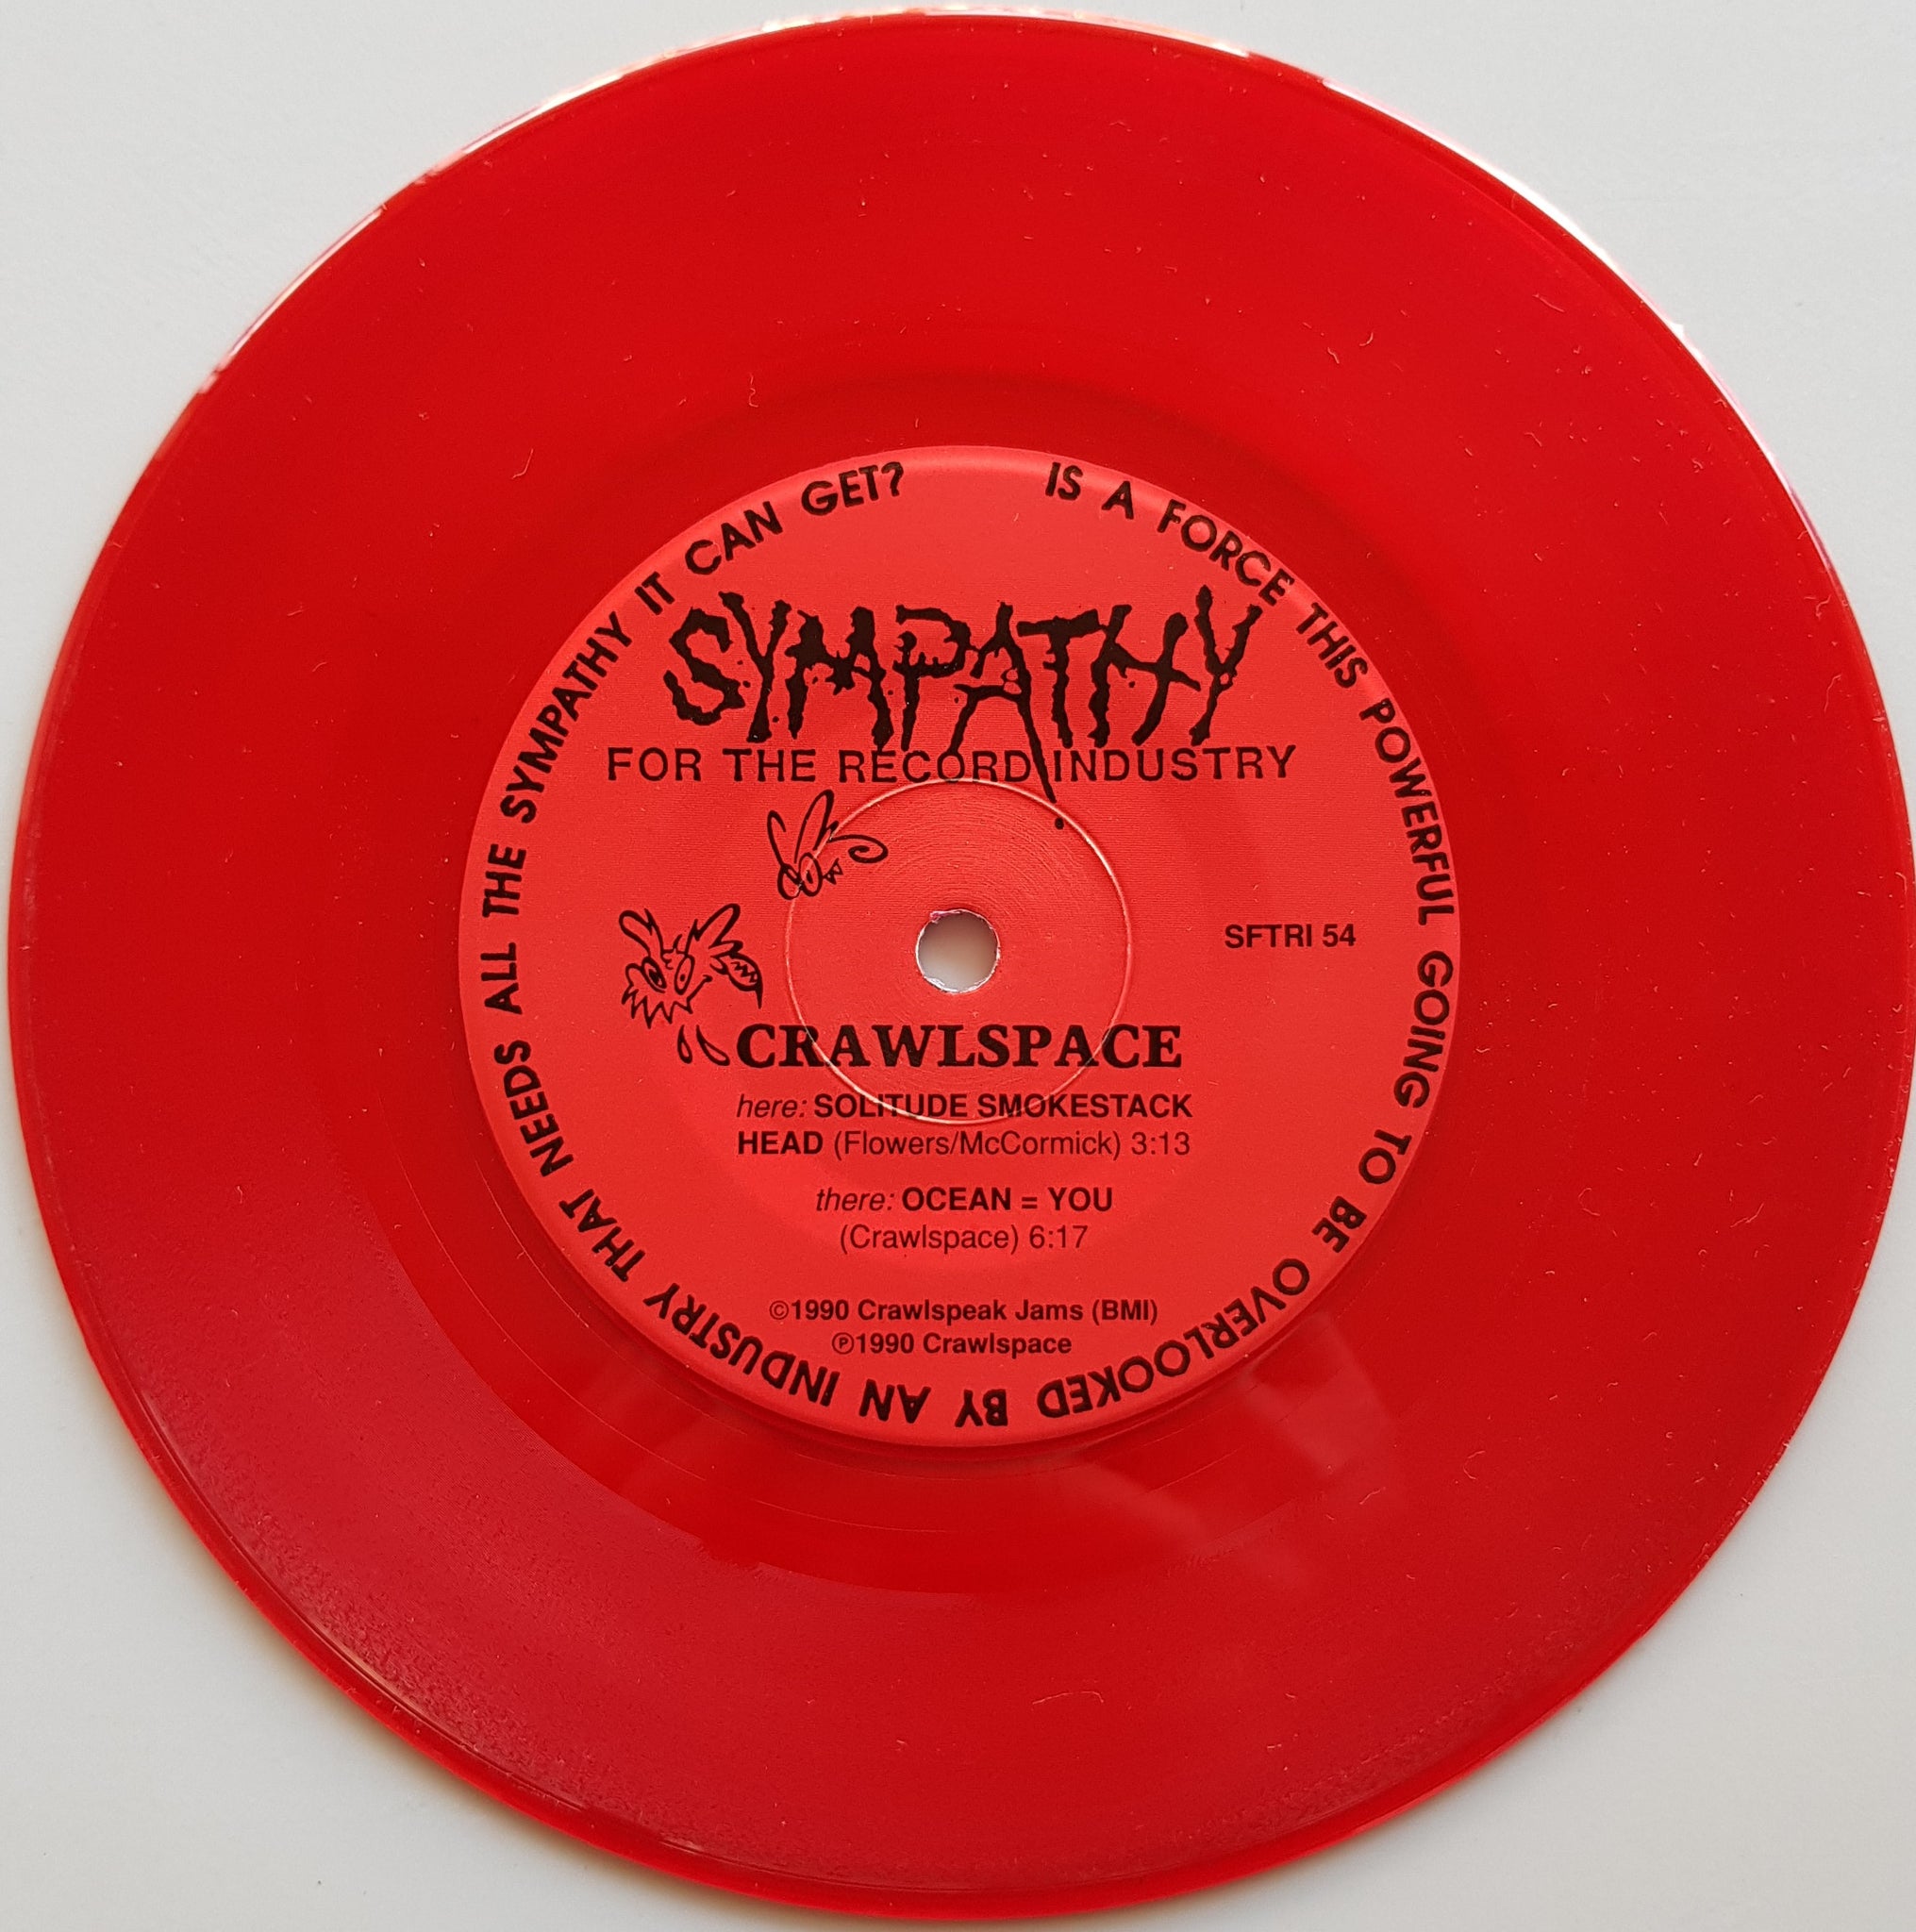 IS A FORCE THIS POWERFUL GOING TO BE OVERLOOKED BY AN INDUSTRY THAT NEEDS ALL THE SYMPATHY IT CAN GET?
SYMPATHY
FOR THE RECORD INDUSTRY
SFTRI 54
CRAWLSPACE
here: SOLITUDE SMOKESTACK
HEAD (Flowers/McCormick) 3:13
there: OCEAN = YOU
(Crawlspace) 6:17
©1990 Crawlspeak Jams (BMI)
℗1990 Crawlspace